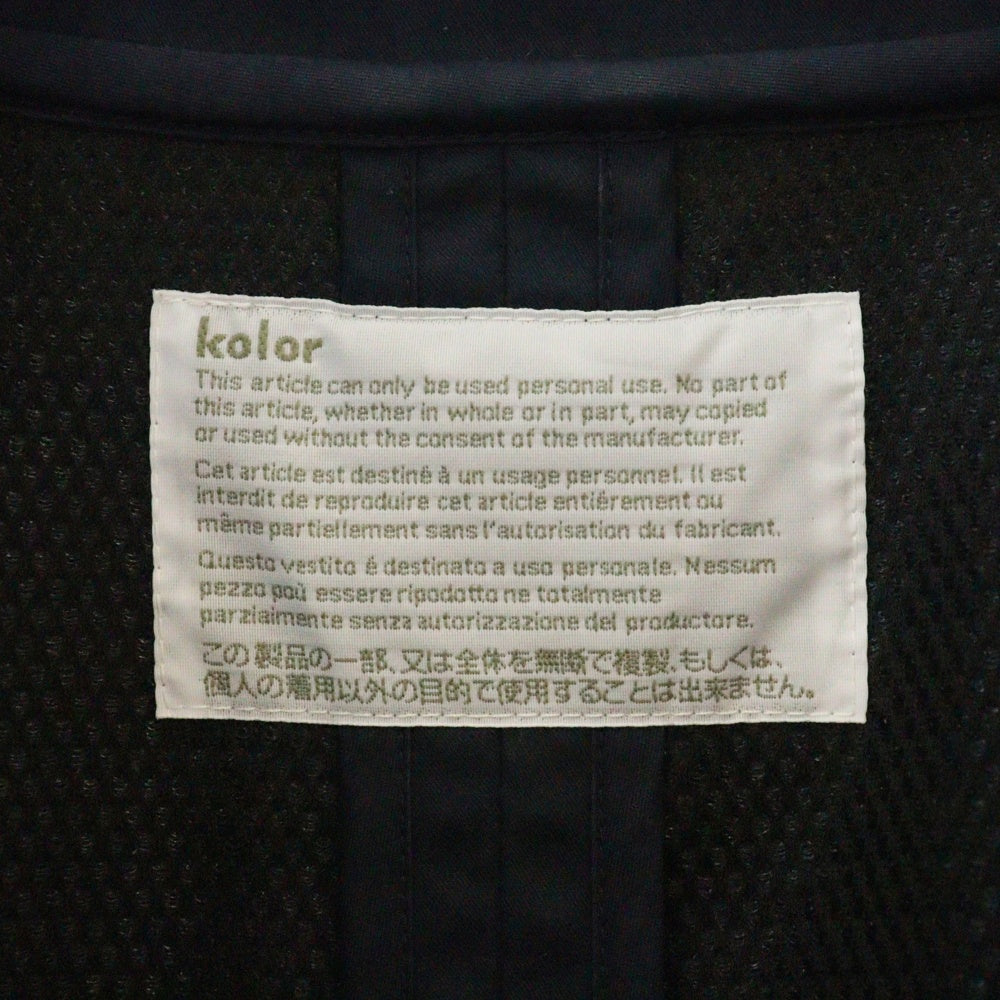 kolor
This article can only be used personal use. No part of
this article, whether in whole or in part, may copied
or used without the consent of the manufacturer.
Cet article est destiné à un usage personnel. Il est
interdit de reproduire cet article entiérement ou
même partiellement sans l'autorisation du fabricant.
Questo vestito é destinato a uso personale. Nessum
pezzo poù essere ripodotto ne totalmente
parzialmente senza autorizzazione del productore.
この製品の一部、又は全体を無断で複製、もしくは、
個人の着用以外の目的で使用することは出来ません。